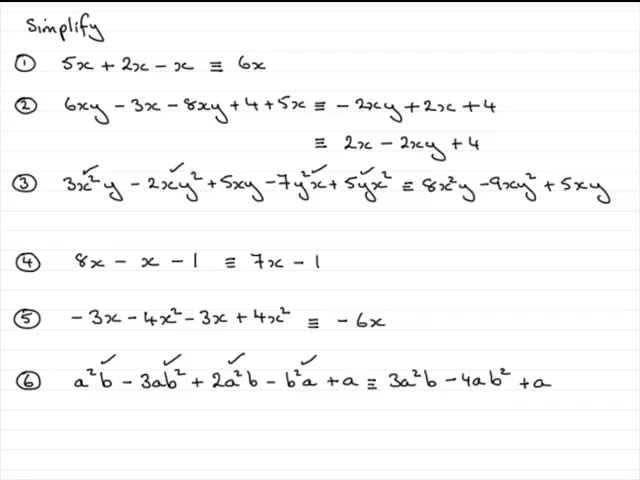 Simplify
① 5x + 2x - x ≡ 6x
② 6xy - 3x - 8xy + 4 + 5x ≡ - 2xy + 2x + 4
≡ 2x - 2xy + 4
③ 3x²y - 2xy² + 5xy - 7y²x + 5yx² ≡ 8x²y - 9xy² + 5xy
④ 8x - x - 1 ≡ 7x - 1
⑤ - 3x - 4x² - 3x + 4x² ≡ - 6x
⑥ a²b - 3ab² + 2a²b - b²a + a ≡ 3a²b - 4ab² + a